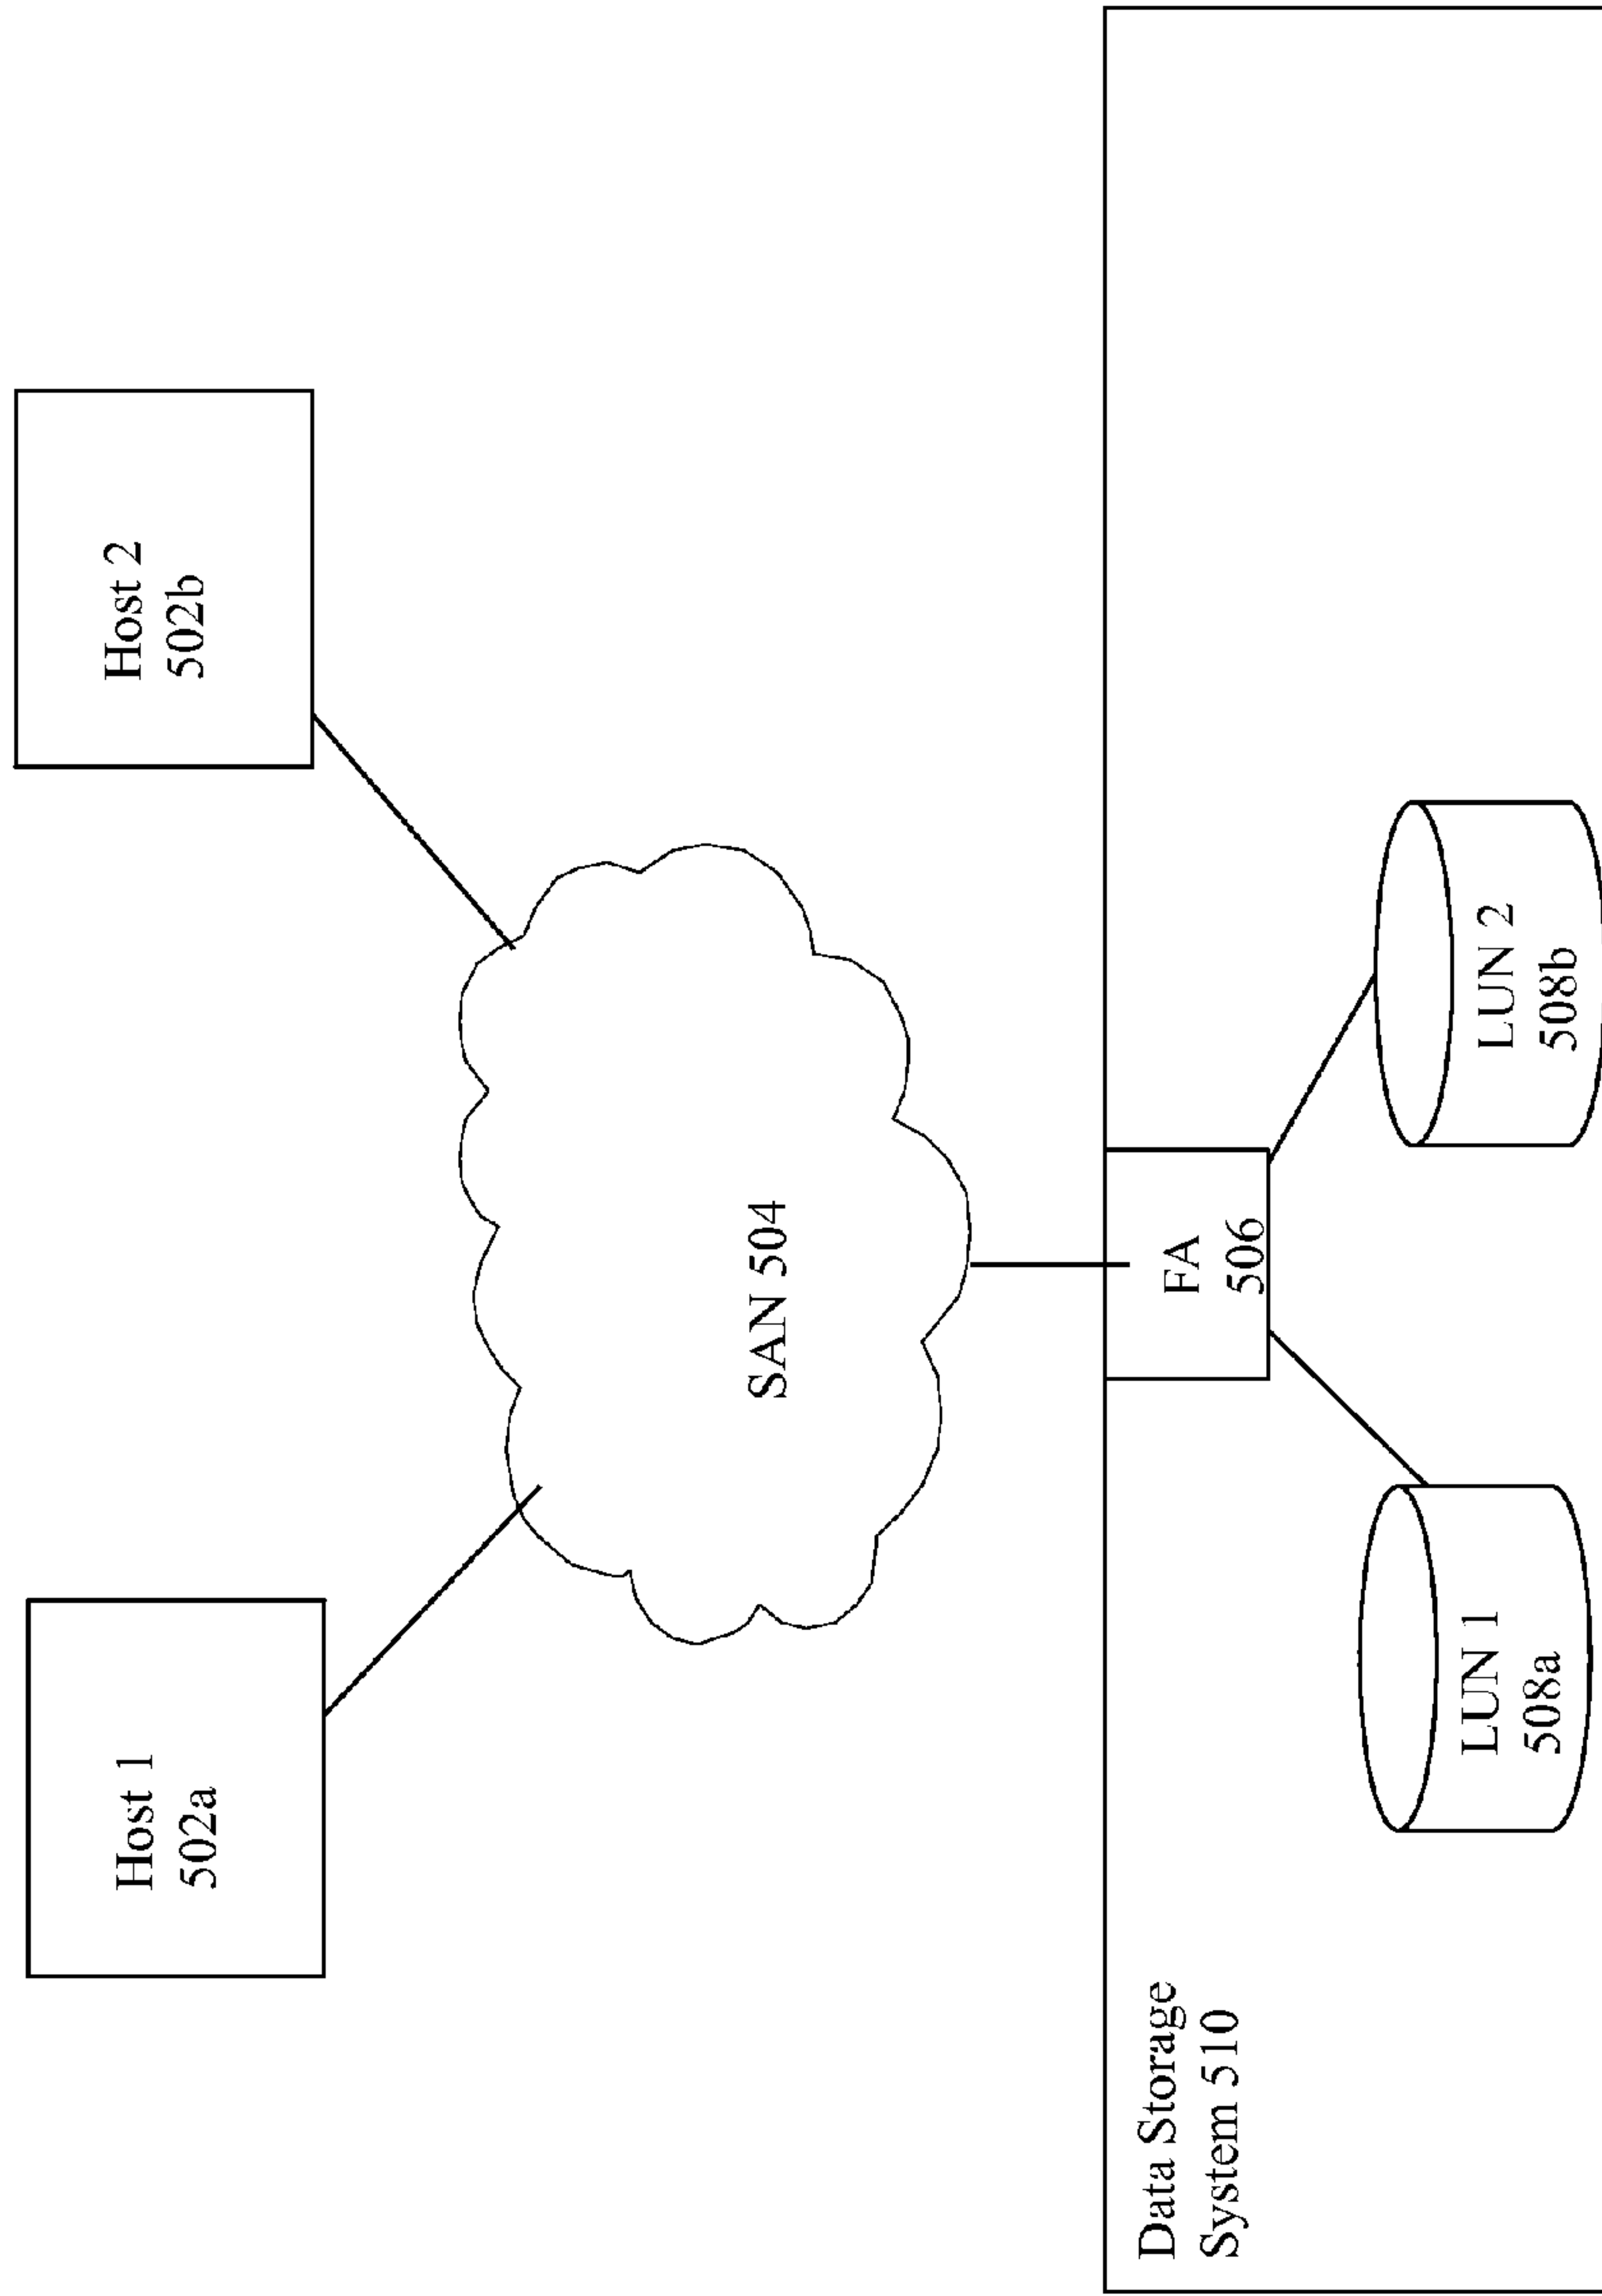 Host 1
502a
Host 2
502b
SAN 504
Data Storage
System 510
FA
506
LUN 1
508a
LUN 2
508b